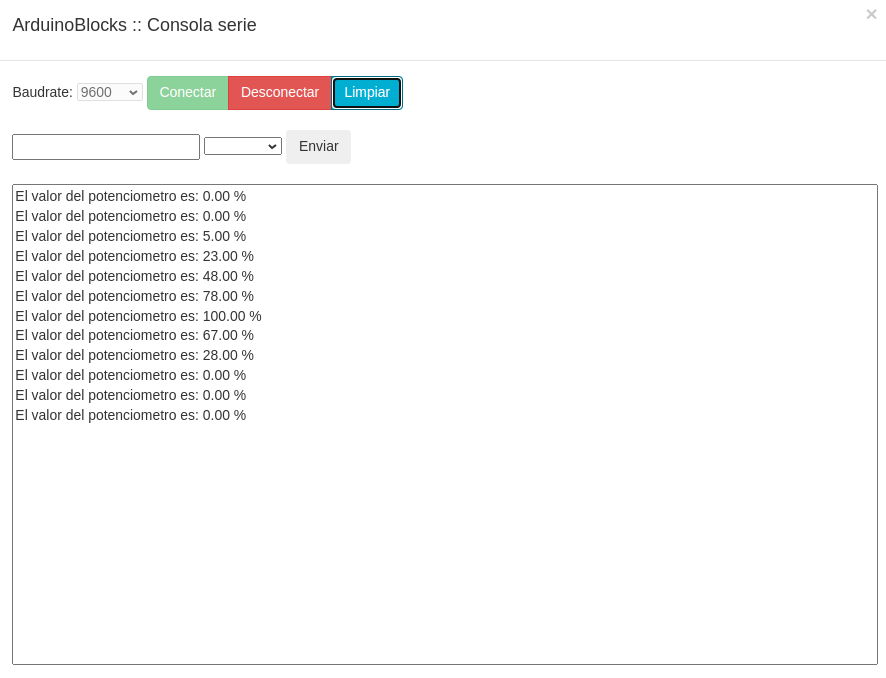 ArduinoBlocks :: Consola serie
×
Baudrate: 9600 Conectar Desconectar Limpiar
Enviar
El valor del potenciometro es: 0.00 %
El valor del potenciometro es: 0.00 %
El valor del potenciometro es: 5.00 %
El valor del potenciometro es: 23.00 %
El valor del potenciometro es: 48.00 %
El valor del potenciometro es: 78.00 %
El valor del potenciometro es: 100.00 %
El valor del potenciometro es: 67.00 %
El valor del potenciometro es: 28.00 %
El valor del potenciometro es: 0.00 %
El valor del potenciometro es: 0.00 %
El valor del potenciometro es: 0.00 %